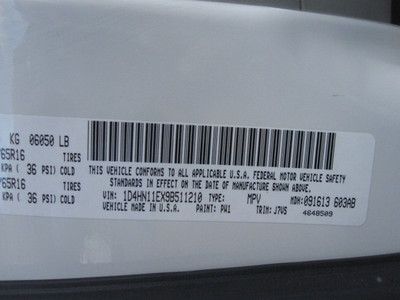 KG 06050 LB
65R16 TIRES
KPA ( 36 PSI) COLD
65R16 TIRES
KPA ( 36 PSI) COLD
THIS VEHICLE CONFORMS TO ALL APPLICABLE U.S.A. FEDERAL MOTOR VEHICLE SAFETY
STANDARDS IN EFFECT ON THE DATE OF MANUFACTURE SHOWN ABOVE.
VIN: 1D4HN11EX9B511210 TYPE: MPV MDH: 091613 603AB
VEHICLE MADE IN U.S.A. PAINT: PW1 TRIM: J7VS 4648509